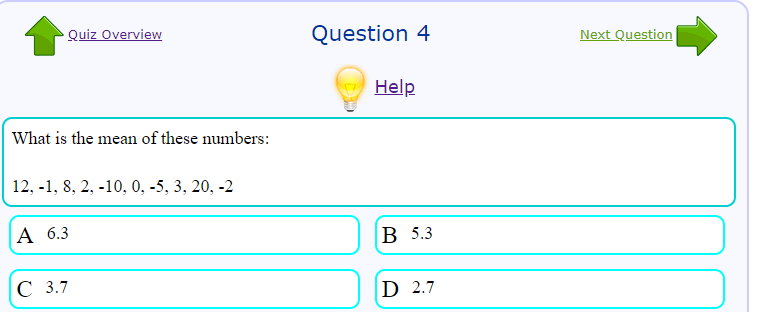 Quiz Overview
Question 4
Next Question
Help
What is the mean of these numbers:
12, -1, 8, 2, -10, 0, -5, 3, 20, -2
A 6.3
B 5.3
C 3.7
D 2.7